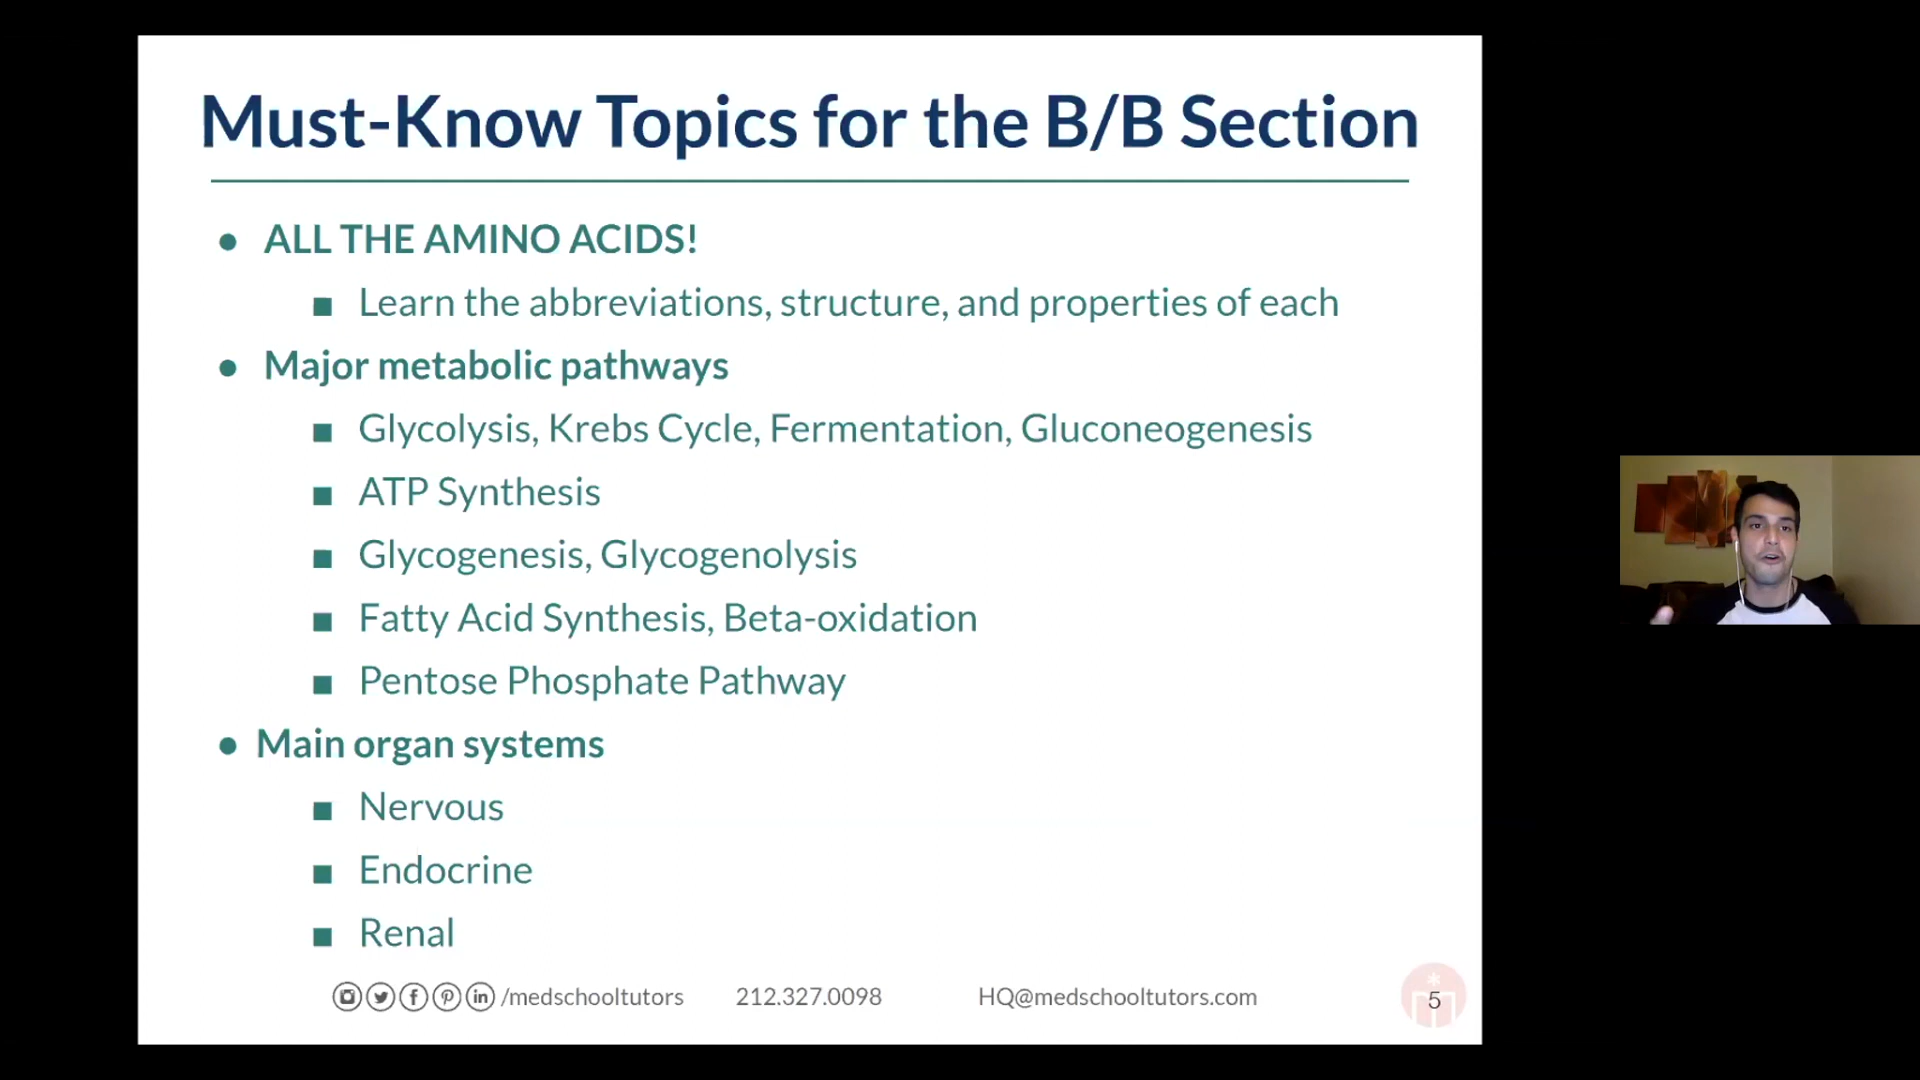 Must-Know Topics for the B/B Section
● ALL THE AMINO ACIDS!
■ Learn the abbreviations, structure, and properties of each
● Major metabolic pathways
■ Glycolysis, Krebs Cycle, Fermentation, Gluconeogenesis
■ ATP Synthesis
■ Glycogenesis, Glycogenolysis
■ Fatty Acid Synthesis, Beta-oxidation
■ Pentose Phosphate Pathway
● Main organ systems
■ Nervous
■ Endocrine
■ Renal
/medschooltutors 212.327.0098 HQ@medschooltutors.com 5